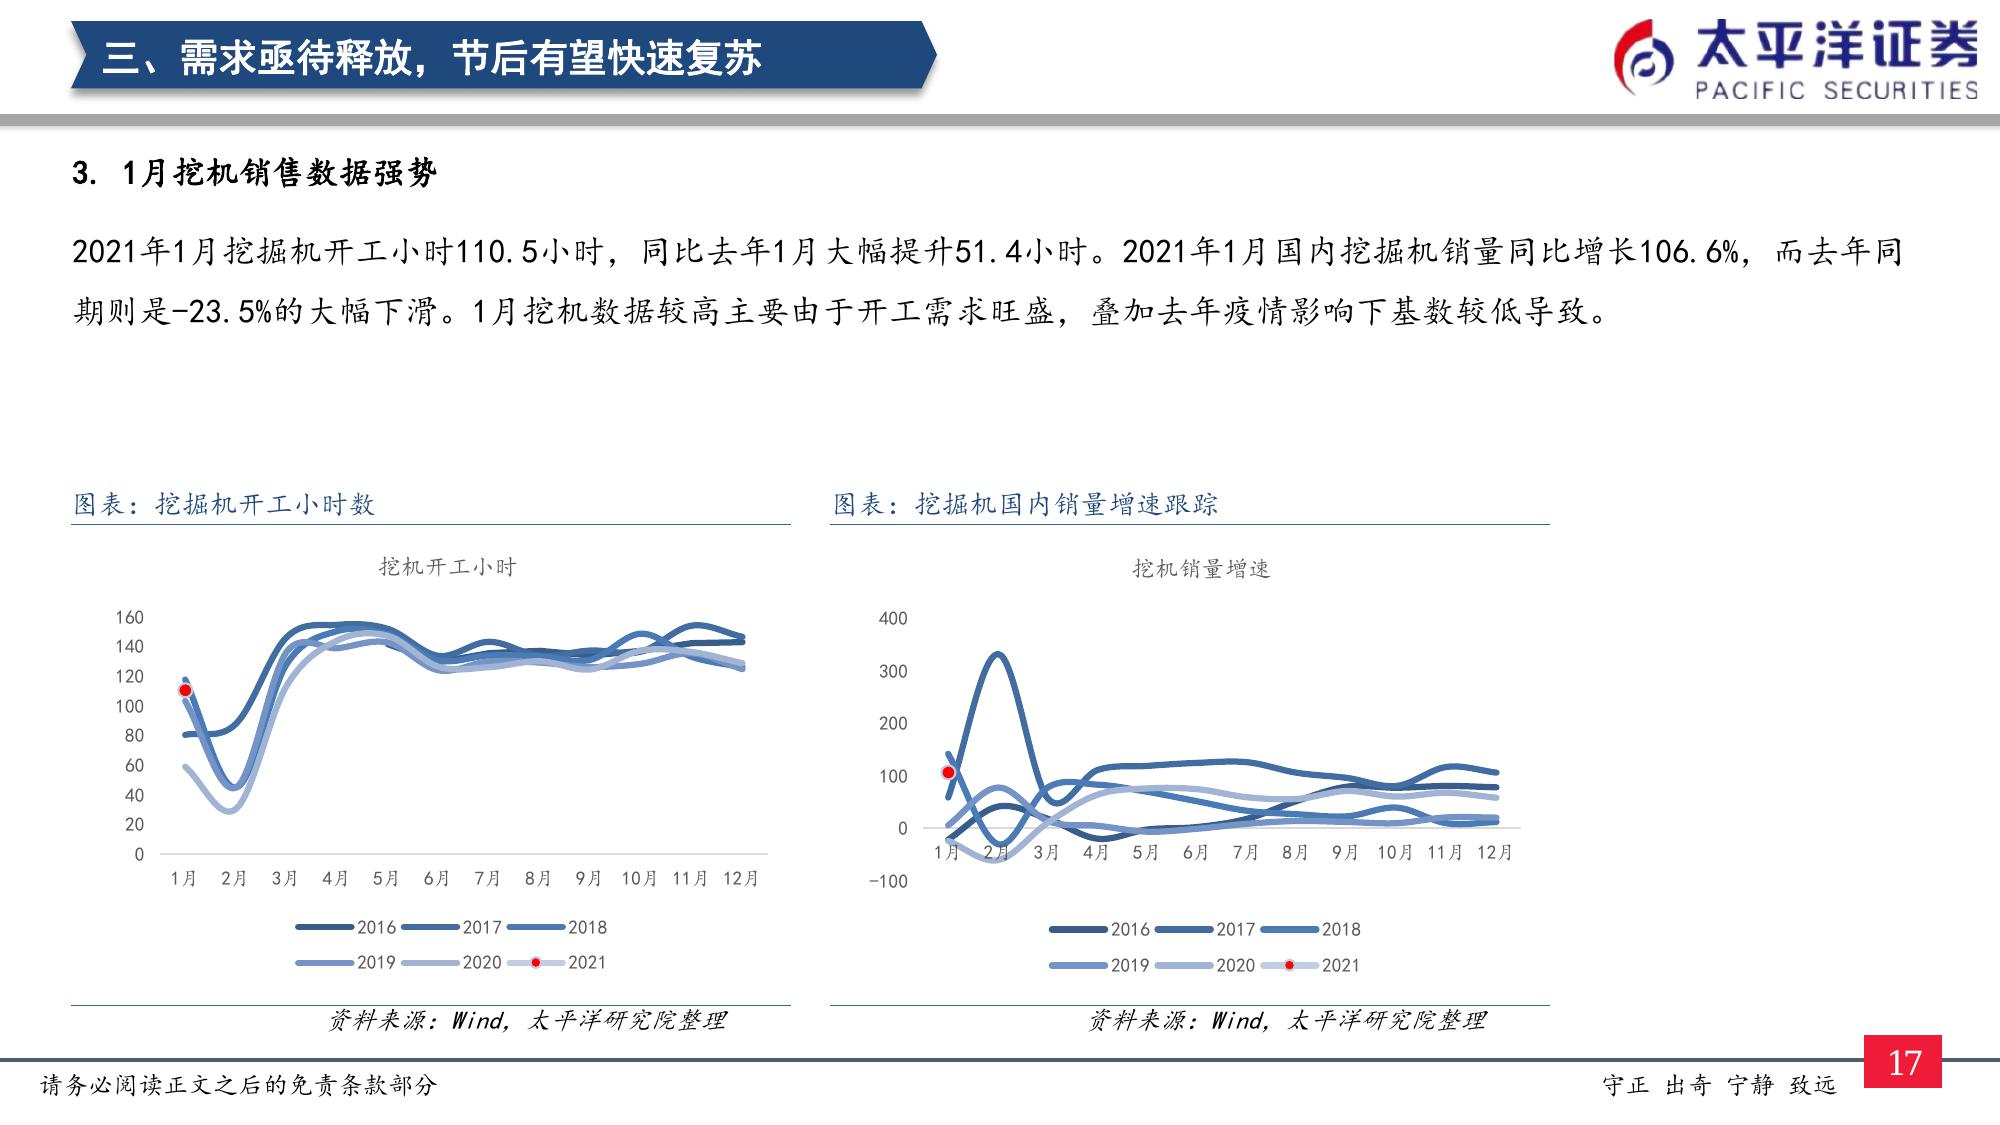 三、需求亟待释放，节后有望快速复苏
太平洋证券
PACIFIC SECURITIES
3. 1月挖机销售数据强势
2021年1月挖掘机开工小时110.5小时，同比去年1月大幅提升51.4小时。2021年1月国内挖掘机销量同比增长106.6%，而去年同
期则是-23.5%的大幅下滑。1月挖机数据较高主要由于开工需求旺盛，叠加去年疫情影响下基数较低导致。
图表：挖掘机开工小时数
挖机开工小时
160
140
120
100
80
60
40
20
0
1月 2月 3月 4月 5月 6月 7月 8月 9月 10月 11月 12月
2016 2017 2018
2019 2020 2021
资料来源：Wind，太平洋研究院整理
图表：挖掘机国内销量增速跟踪
挖机销量增速
400
300
200
100
0
-100
1月 2月 3月 4月 5月 6月 7月 8月 9月 10月 11月 12月
2016 2017 2018
2019 2020 2021
资料来源：Wind，太平洋研究院整理
请务必阅读正文之后的免责条款部分
守正 出奇 宁静 致远
17